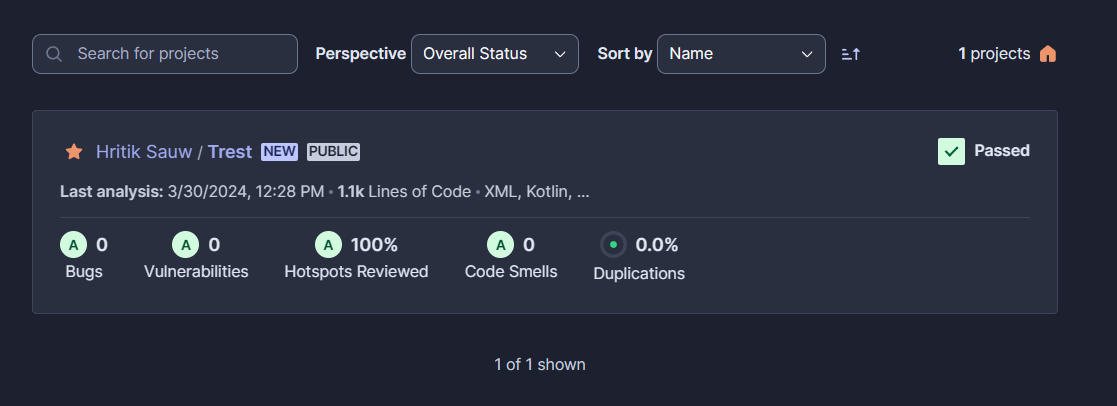 Search for projects Perspective Overall Status Sort by Name 1 projects
Hritik Sauw / Trest NEW PUBLIC Passed
Last analysis: 3/30/2024, 12:28 PM • 1.1k Lines of Code • XML, Kotlin, ...
A 0 A 0 A 100% A 0 0.0%
Bugs Vulnerabilities Hotspots Reviewed Code Smells Duplications
1 of 1 shown